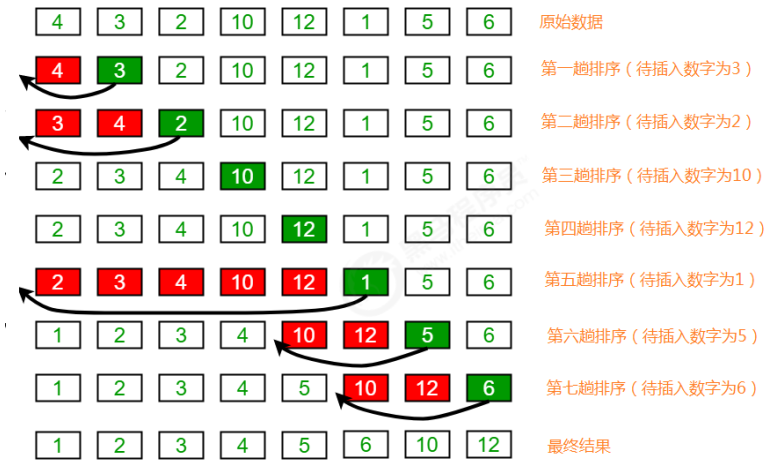 4 3 2 10 12 1 5 6 原始数据
4 3 2 10 12 1 5 6 第一趟排序（待插入数字为3）
3 4 2 10 12 1 5 6 第二趟排序（待插入数字为2）
2 3 4 10 12 1 5 6 第三趟排序（待插入数字为10）
2 3 4 10 12 1 5 6 第四趟排序（待插入数字为12）
2 3 4 10 12 1 5 6 第五趟排序（待插入数字为1）
1 2 3 4 10 12 5 6 第六趟排序（待插入数字为5）
1 2 3 4 5 10 12 6 第七趟排序（待插入数字为6）
1 2 3 4 5 6 10 12 最终结果